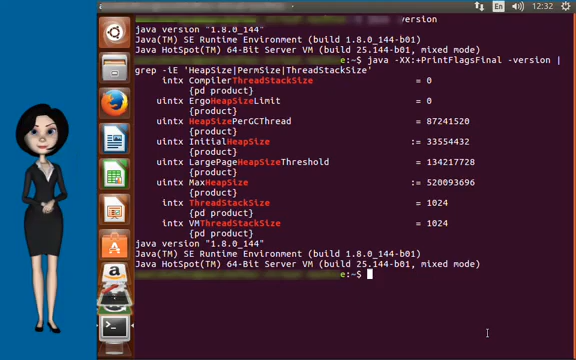 En 12:32
java -version
java version "1.8.0_144"
Java(TM) SE Runtime Environment (build 1.8.0_144-b01)
Java HotSpot(TM) 64-Bit Server VM (build 25.144-b01, mixed mode)
e:~$ java -XX:+PrintFlagsFinal -version |
grep -iE 'HeapSize|PermSize|ThreadStackSize'
intx CompilerThreadStackSize = 0
{pd product}
uintx ErgoHeapSizeLimit = 0
{product}
uintx HeapSizePerGCThread = 87241520
{product}
uintx InitialHeapSize := 33554432
{product}
uintx LargePageHeapSizeThreshold = 134217728
{product}
uintx MaxHeapSize := 520093696
{product}
intx ThreadStackSize = 1024
{pd product}
intx VMThreadStackSize = 1024
{pd product}
java version "1.8.0_144"
Java(TM) SE Runtime Environment (build 1.8.0_144-b01)
Java HotSpot(TM) 64-Bit Server VM (build 25.144-b01, mixed mode)
e:~$